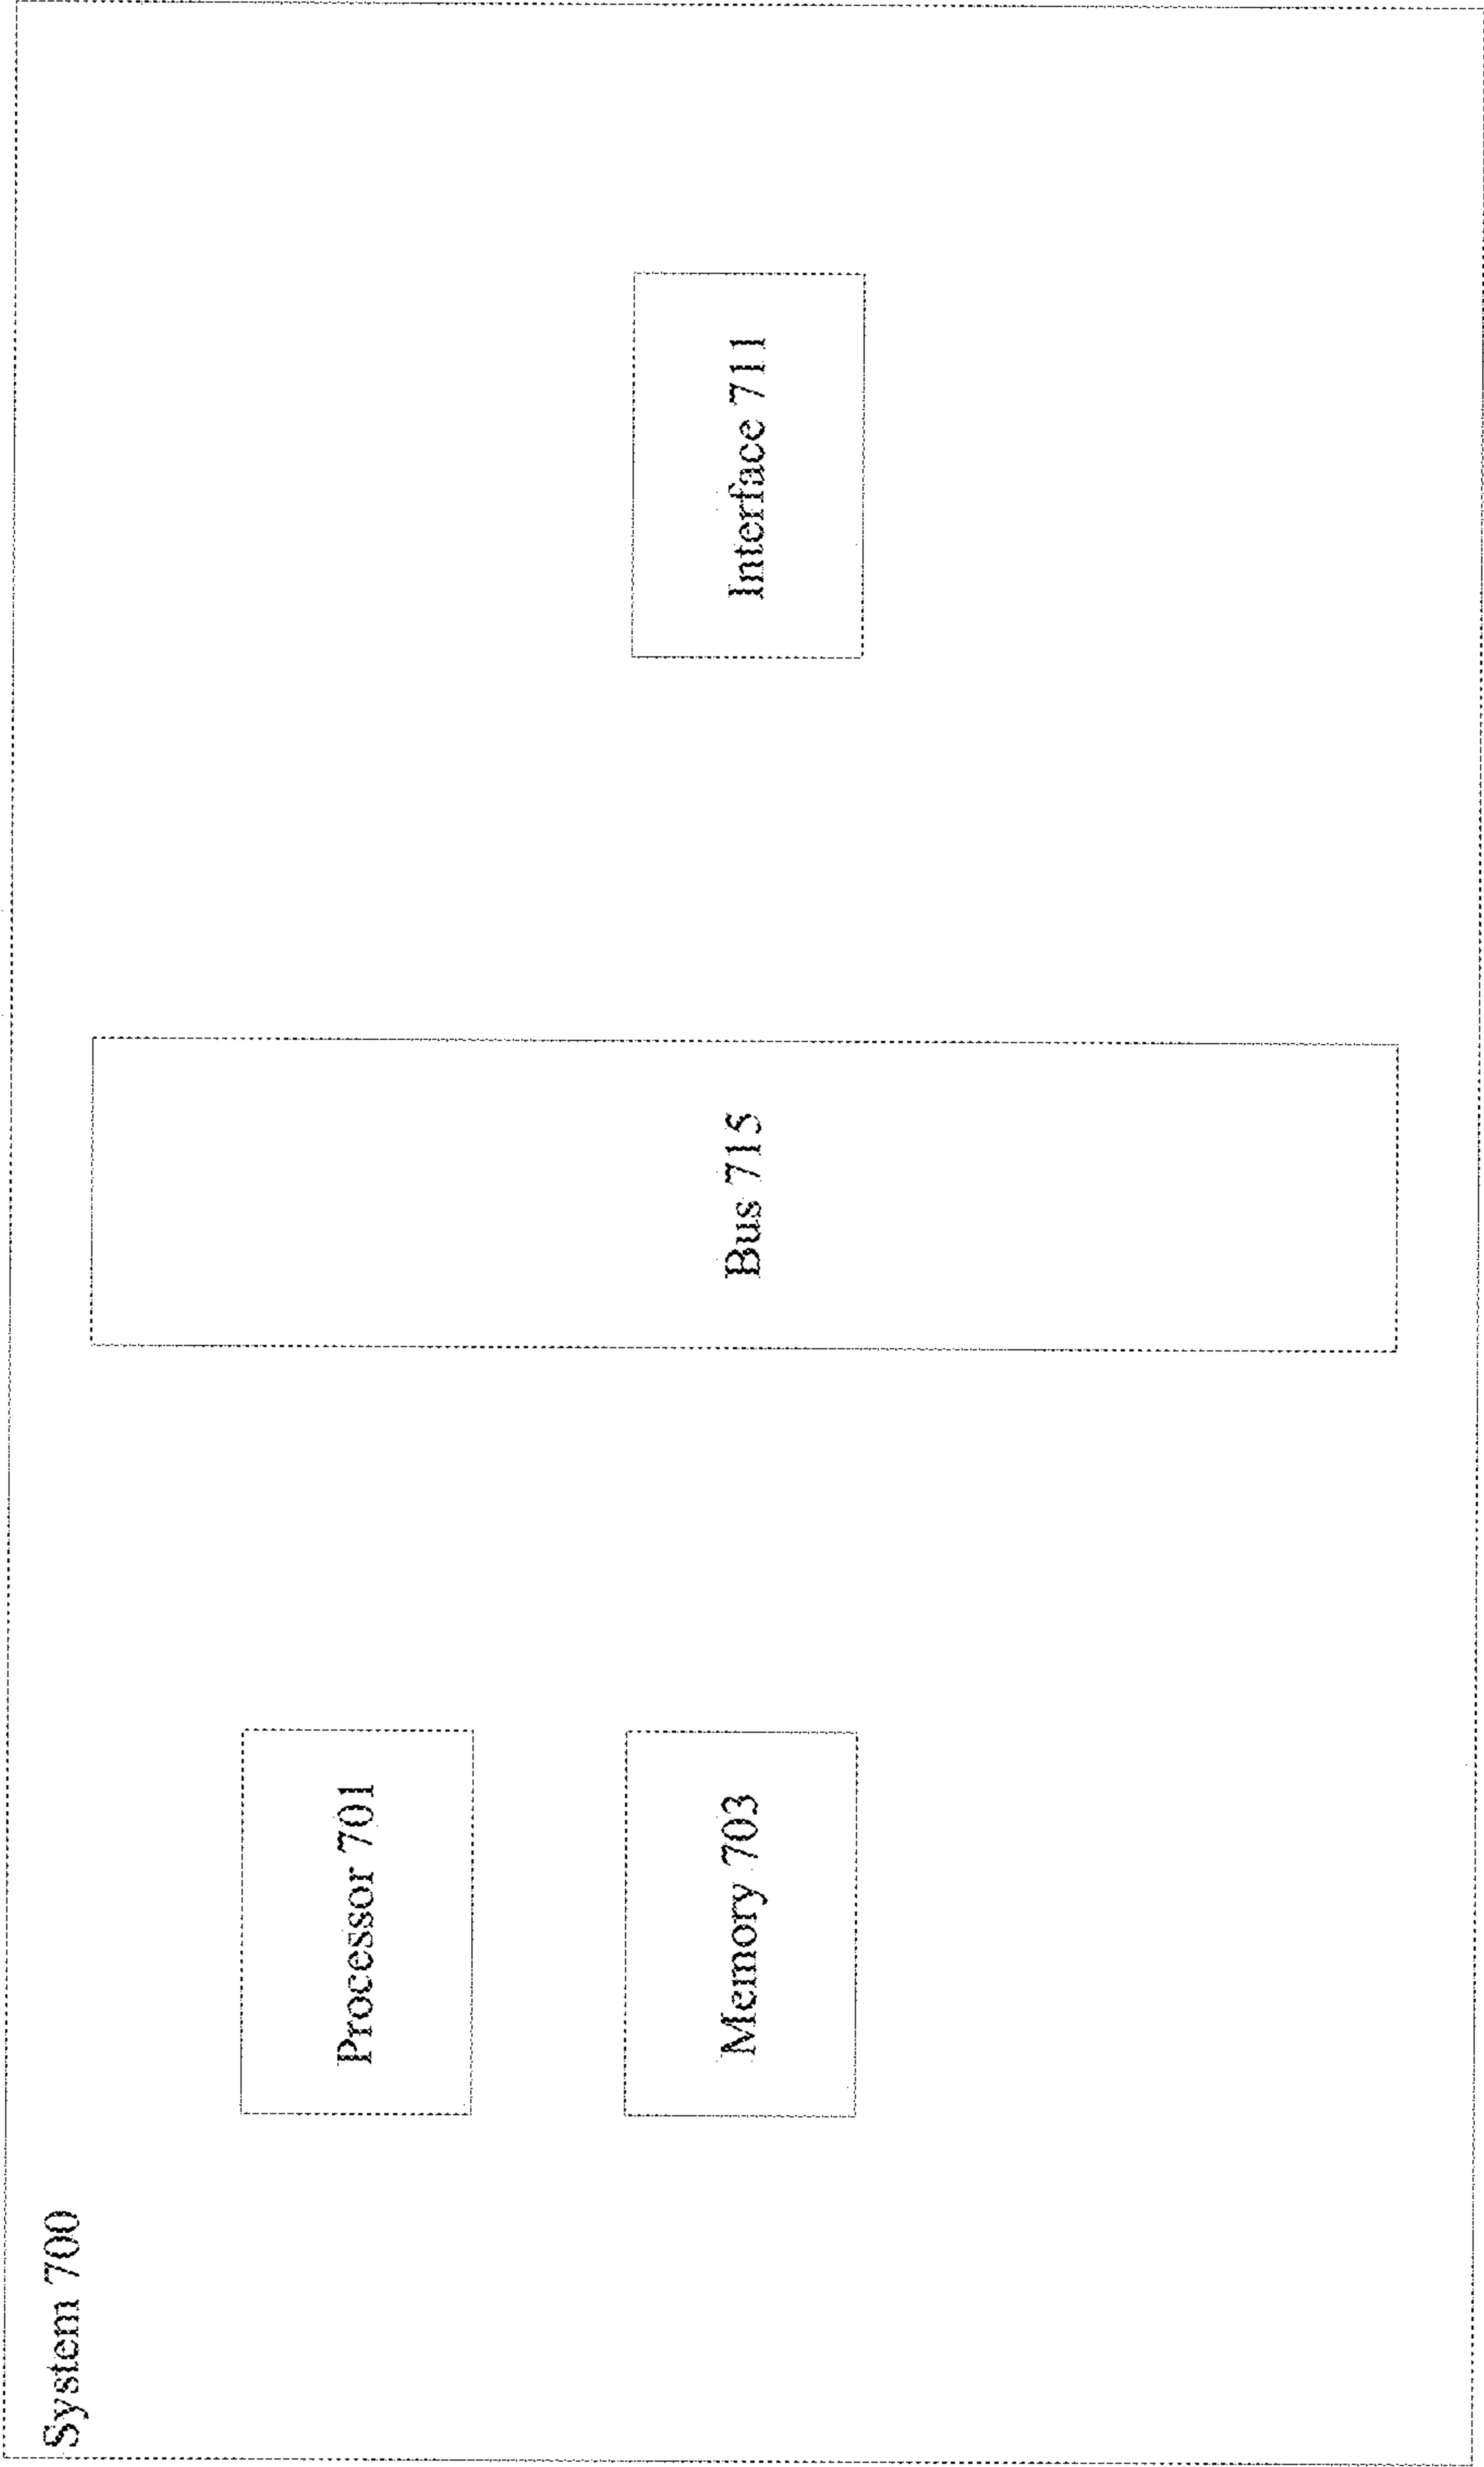 System 700
Processor 701
Memory 703
Bus 715
Interface 711